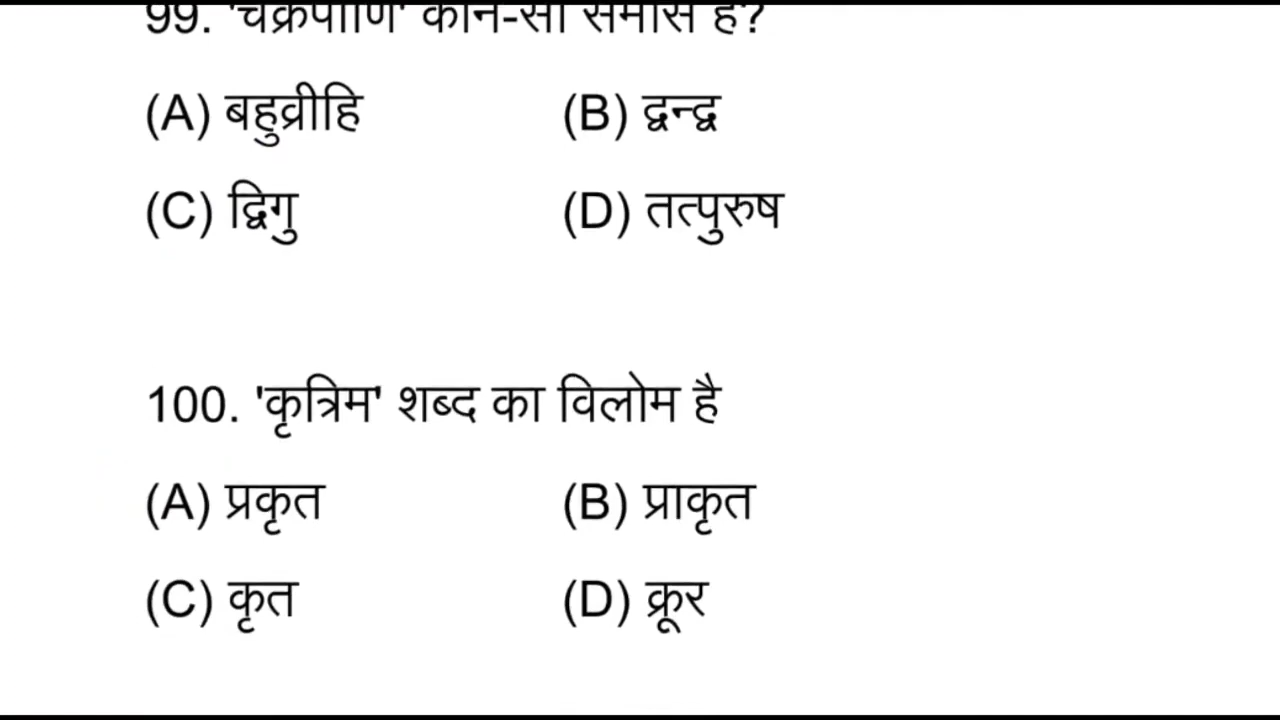 99. 'चक्रपाणि' कौन-सा समास है?
(A) बहुव्रीहि (B) द्वन्द्व
(C) द्विगु (D) तत्पुरुष
100. 'कृत्रिम' शब्द का विलोम है
(A) प्रकृत (B) प्राकृत
(C) कृत (D) क्रूर